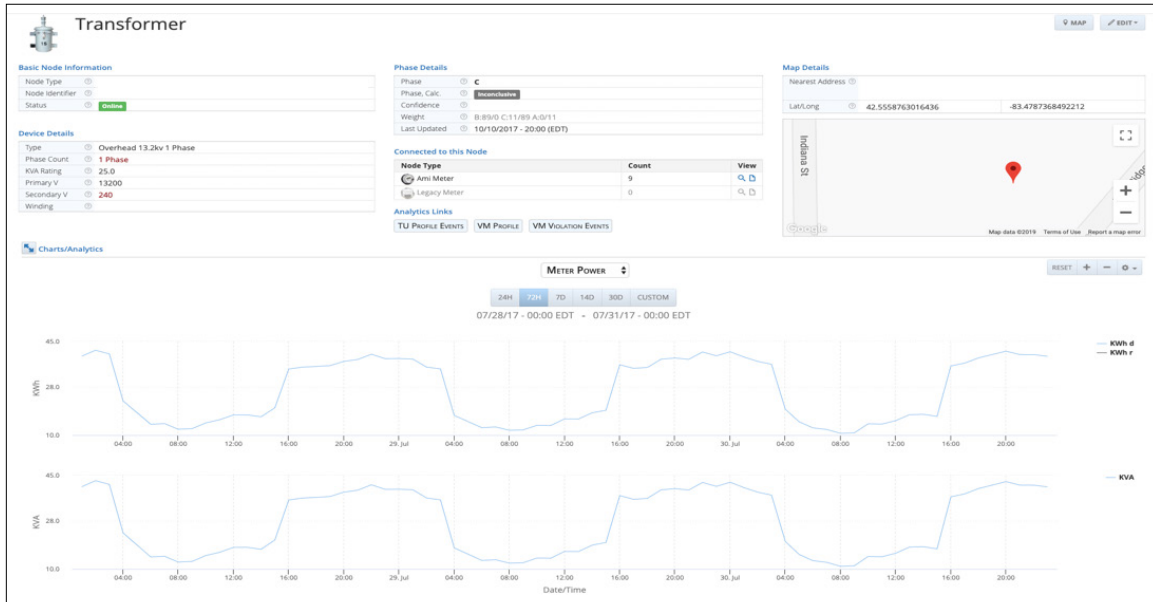 Transformer
MAP
EDIT
Basic Node Information
Node Type
Node Identifier
Status Online
Device Details
Type Overhead 13.2kv 1 Phase
Phase Count 1 Phase
KVA Rating 25.0
Primary V 13200
Secondary V 240
Winding
Phase Details
Phase C
Phase, Calc. Inconclusive
Confidence
Weight B:89/0 C:11/89 A:0/11
Last Updated 10/10/2017 - 20:00 (EDT)
Connected to this Node
Node Type Count View
Ami Meter 9
Legacy Meter 0
Analytics Links
TU PROFILE EVENTS VM PROFILE VM VIOLATION EVENTS
Map Details
Nearest Address
Lat/Long 42.5558763016436 -83.4787368492212
Indiana St
Google
Map data ©2019 Terms of Use Report a map error
Charts/Analytics
METER POWER
RESET + −
24H 72H 7D 14D 30D CUSTOM
07/28/17 - 00:00 EDT - 07/31/17 - 00:00 EDT
45.0
28.0
10.0
KWh
KWh d
KWh r
04:00 08:00 12:00 16:00 20:00 29. Jul 04:00 08:00 12:00 16:00 20:00 30. Jul 04:00 08:00 12:00 16:00 20:00
45.0
28.0
10.0
KVA
KVA
04:00 08:00 12:00 16:00 20:00 29. Jul 04:00 08:00 12:00 16:00 20:00 30. Jul 04:00 08:00 12:00 16:00 20:00
Date/Time